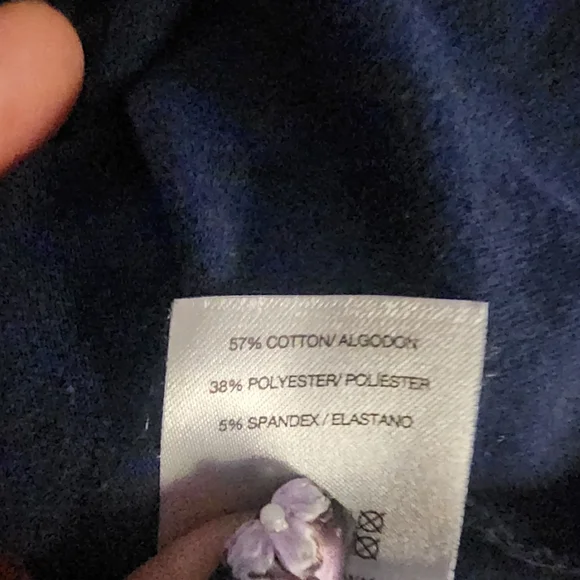 57% COTTON/ALGODON
38% POLYESTER/POLIESTER
5% SPANDEX/ELASTANO